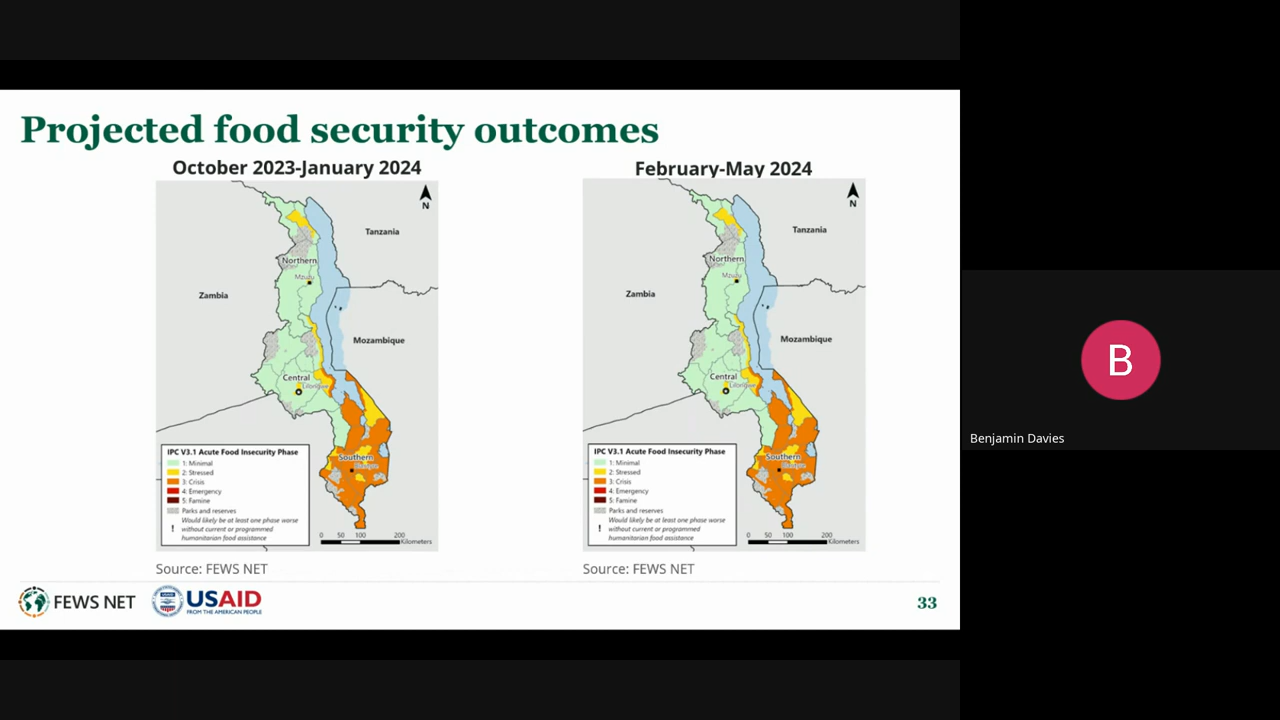 Projected food security outcomes
October 2023-January 2024
N
Tanzania
Northern
Mzuzu
Zambia
Mozambique
Central
Lilongwe
Southern
Blantyre
IPC V3.1 Acute Food Insecurity Phase
1: Minimal
2: Stressed
3: Crisis
4: Emergency
5: Famine
Parks and reserves
! Would likely be at least one phase worse
without current or programmed
humanitarian food assistance
0 50 100 200
Kilometers
Source: FEWS NET
February-May 2024
N
Tanzania
Northern
Mzuzu
Zambia
Mozambique
Central
Lilongwe
Southern
Blantyre
IPC V3.1 Acute Food Insecurity Phase
1: Minimal
2: Stressed
3: Crisis
4: Emergency
5: Famine
Parks and reserves
! Would likely be at least one phase worse
without current or programmed
humanitarian food assistance
0 50 100 200
Kilometers
Source: FEWS NET
FEWS NET
USAID
FROM THE AMERICAN PEOPLE
33
B
Benjamin Davies